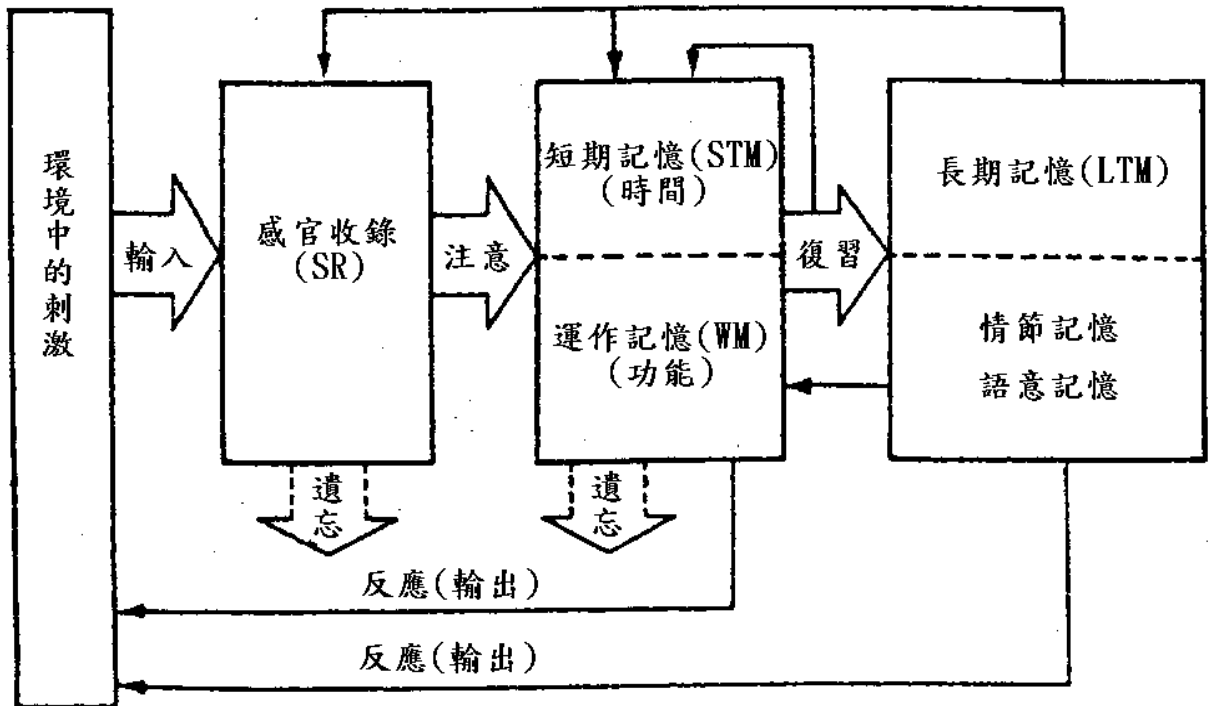 環境中的刺激
輸入
感官收錄
(SR)
注意
短期記憶(STM)
(時間)
運作記憶(WM)
(功能)
復習
長期記憶(LTM)
情節記憶
語意記憶
遺忘
遺忘
反應(輸出)
反應(輸出)